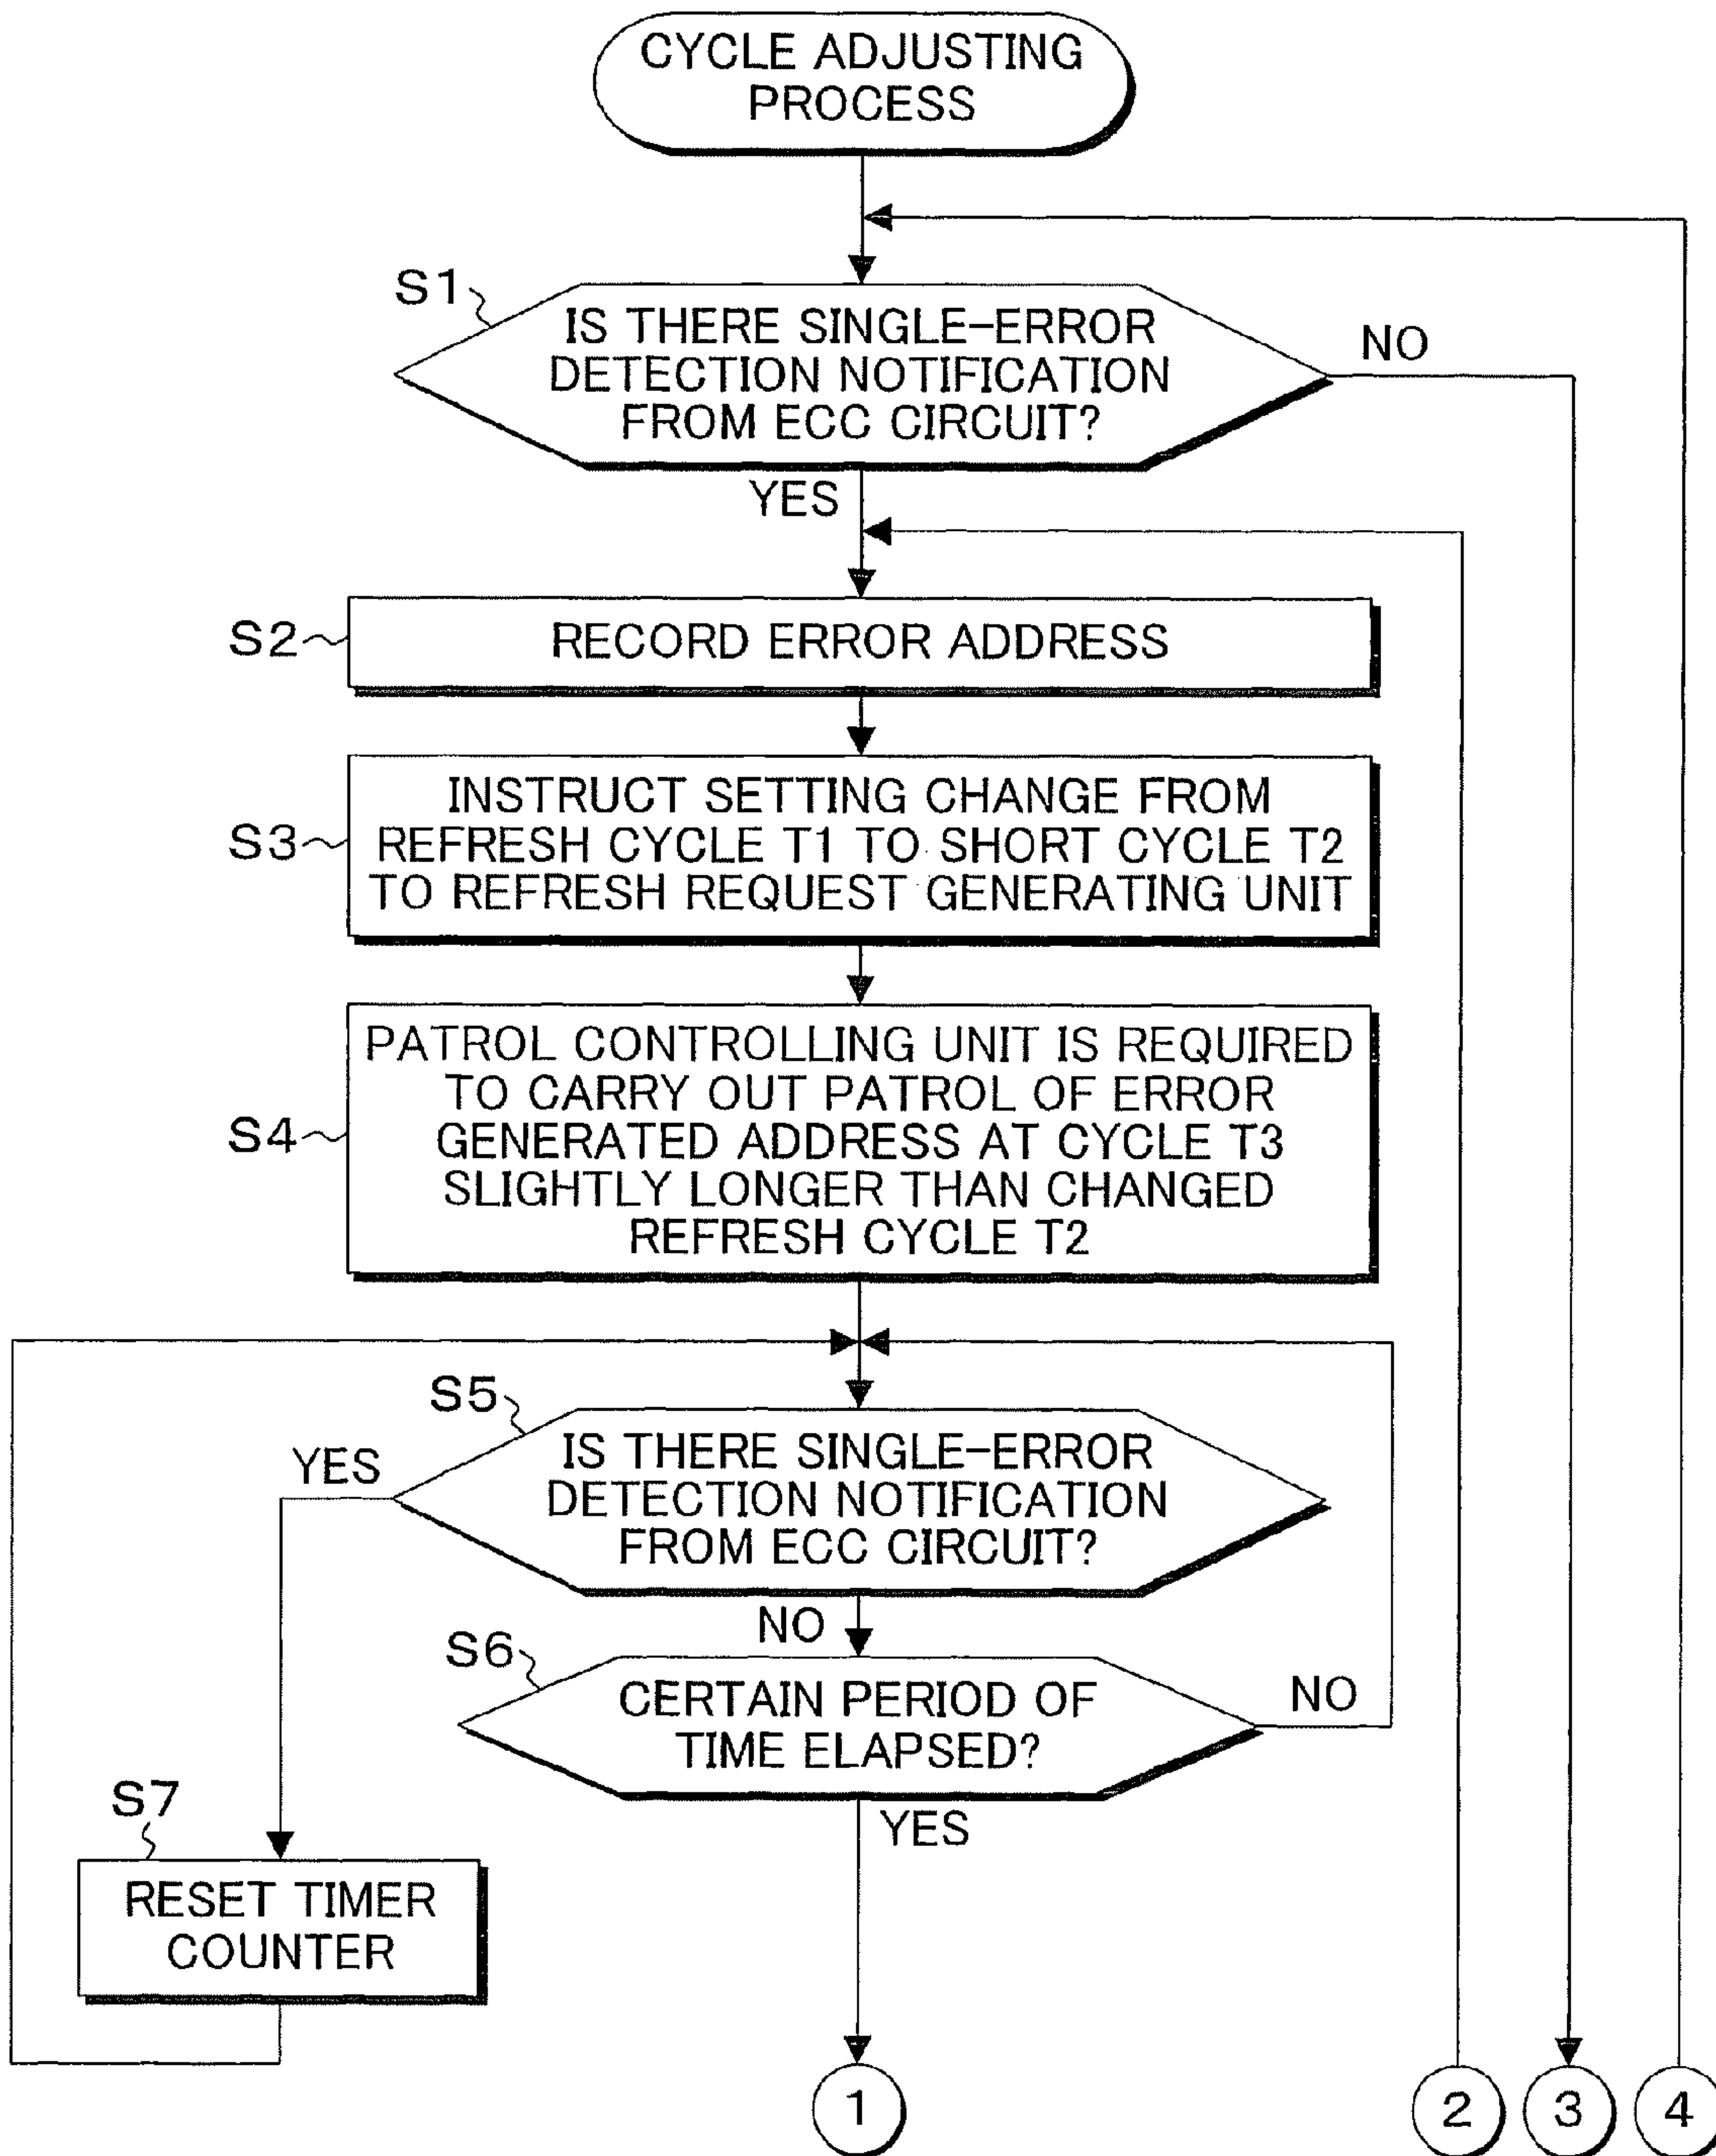 CYCLE ADJUSTING
PROCESS
S1
IS THERE SINGLE-ERROR
DETECTION NOTIFICATION
FROM ECC CIRCUIT?
NO
YES
S2
RECORD ERROR ADDRESS
S3
INSTRUCT SETTING CHANGE FROM
REFRESH CYCLE T1 TO SHORT CYCLE T2
TO REFRESH REQUEST GENERATING UNIT
S4
PATROL CONTROLLING UNIT IS REQUIRED
TO CARRY OUT PATROL OF ERROR
GENERATED ADDRESS AT CYCLE T3
SLIGHTLY LONGER THAN CHANGED
REFRESH CYCLE T2
S5
YES
IS THERE SINGLE-ERROR
DETECTION NOTIFICATION
FROM ECC CIRCUIT?
NO
S6
CERTAIN PERIOD OF
TIME ELAPSED?
NO
YES
S7
RESET TIMER
COUNTER
1
2
3
4